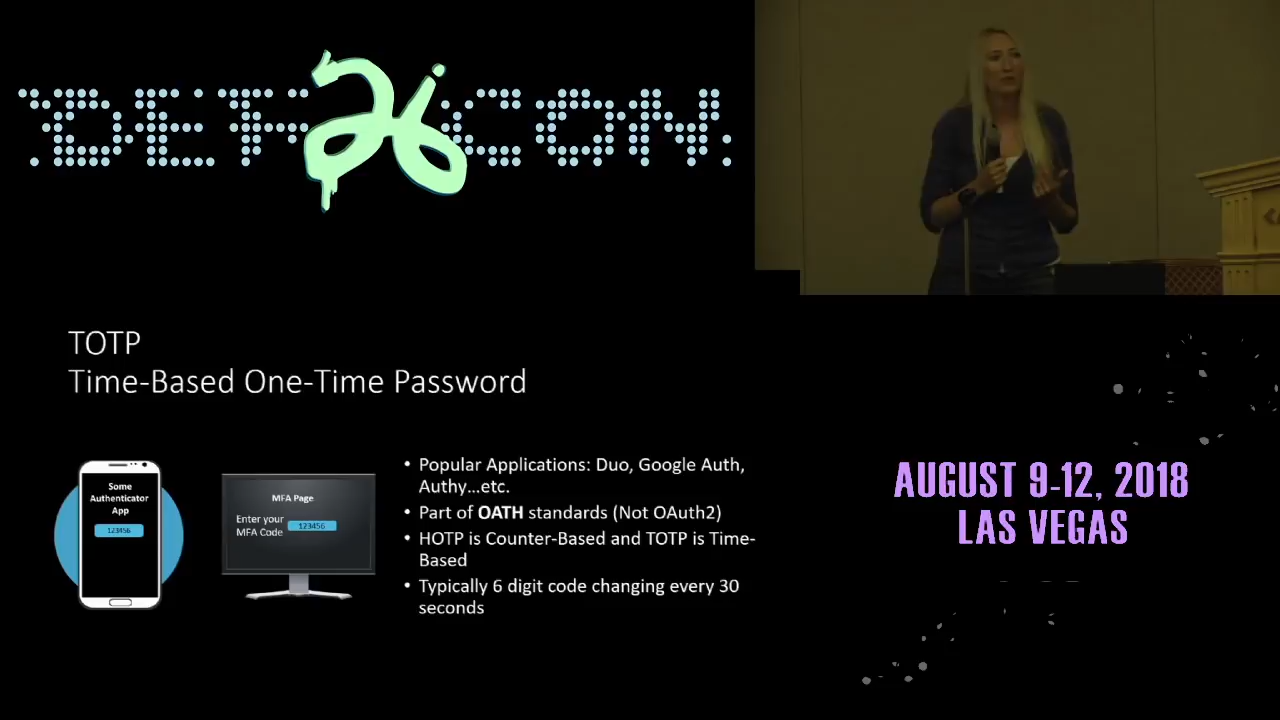 DEF CON
26
TOTP
Time-Based One-Time Password
Some
Authenticator
App
123456
MFA Page
Enter your
MFA Code
123456
• Popular Applications: Duo, Google Auth,
Authy...etc.
• Part of OATH standards (Not OAuth2)
• HOTP is Counter-Based and TOTP is Time-
Based
• Typically 6 digit code changing every 30
seconds
AUGUST 9-12, 2018
LAS VEGAS